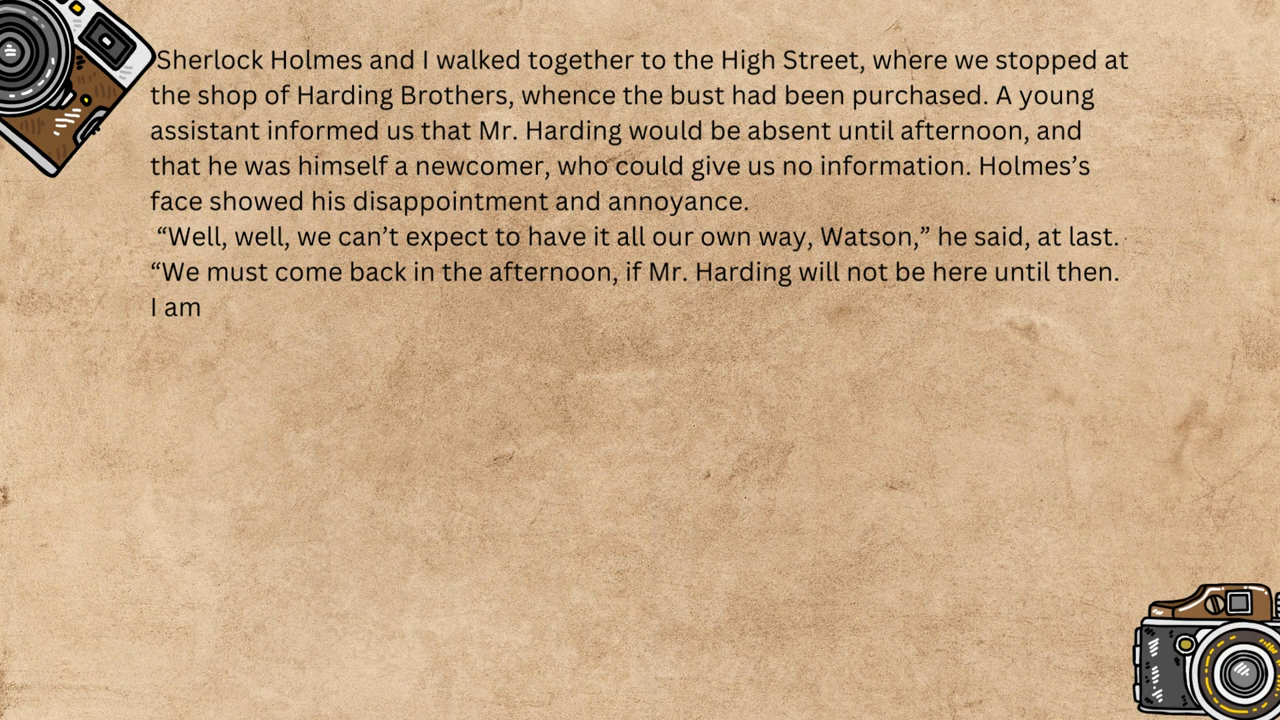 Sherlock Holmes and I walked together to the High Street, where we stopped at
the shop of Harding Brothers, whence the bust had been purchased. A young
assistant informed us that Mr. Harding would be absent until afternoon, and
that he was himself a newcomer, who could give us no information. Holmes’s
face showed his disappointment and annoyance.
“Well, well, we can’t expect to have it all our own way, Watson,” he said, at last.
“We must come back in the afternoon, if Mr. Harding will not be here until then.
I am